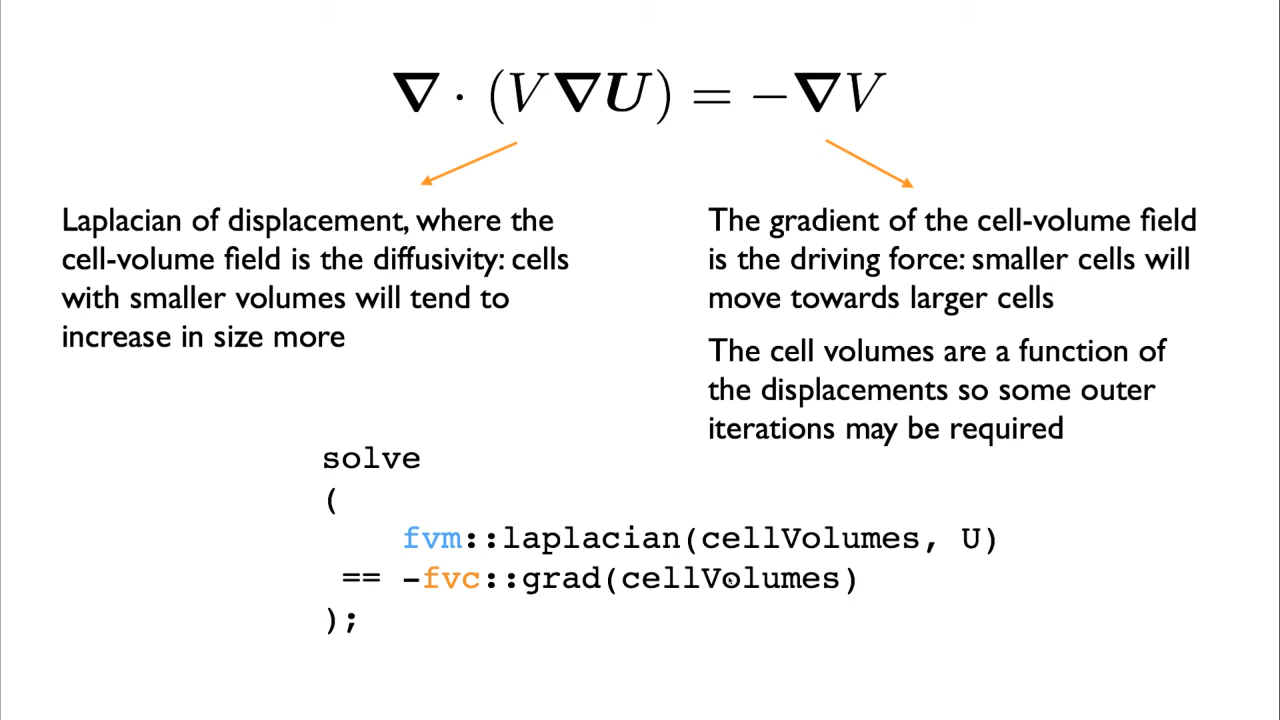 ∇ · (V∇U) = −∇V
Laplacian of displacement, where the
cell-volume field is the diffusivity: cells
with smaller volumes will tend to
increase in size more
The gradient of the cell-volume field
is the driving force: smaller cells will
move towards larger cells
The cell volumes are a function of
the displacements so some outer
iterations may be required
solve
(
fvm::laplacian(cellVolumes, U)
== -fvc::grad(cellVolumes)
);